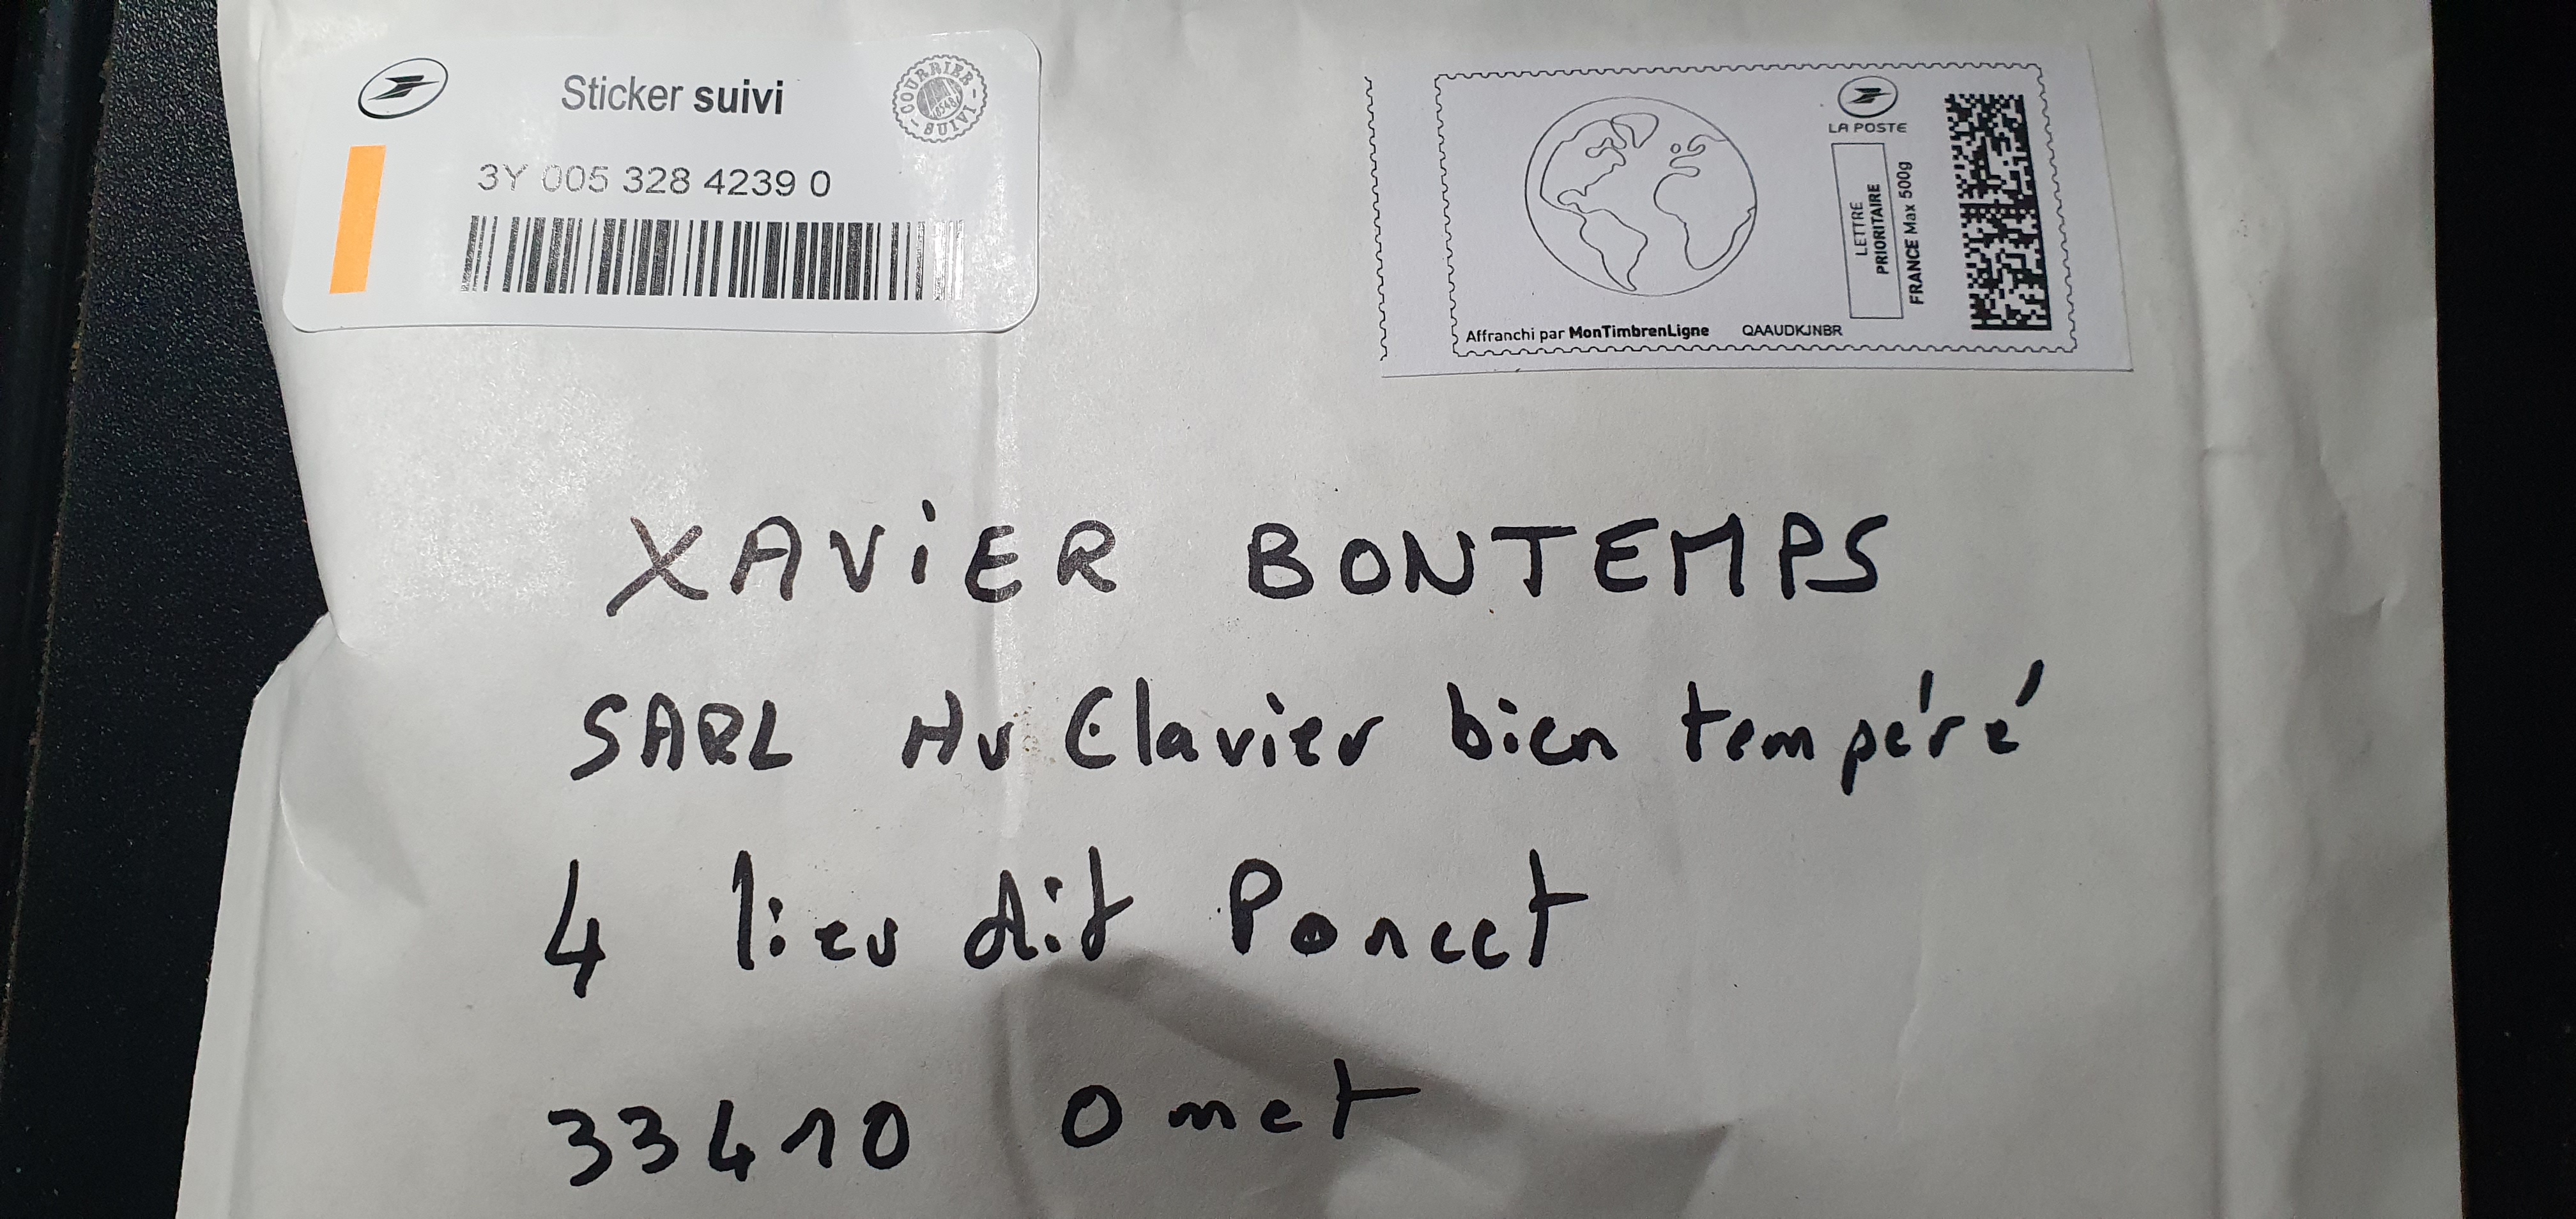 Sticker suivi
COURRIER SUIVI
3Y 005 328 4239 0
LA POSTE
LETTRE
PRIORITAIRE
FRANCE Max 500g
Affranchi par MonTimbrenLigne QAAUDKJNBR
XAViER BONTEMPS
SARL Au Clavier bien tempéré
4 lieu dit Poncet
33410 Omet